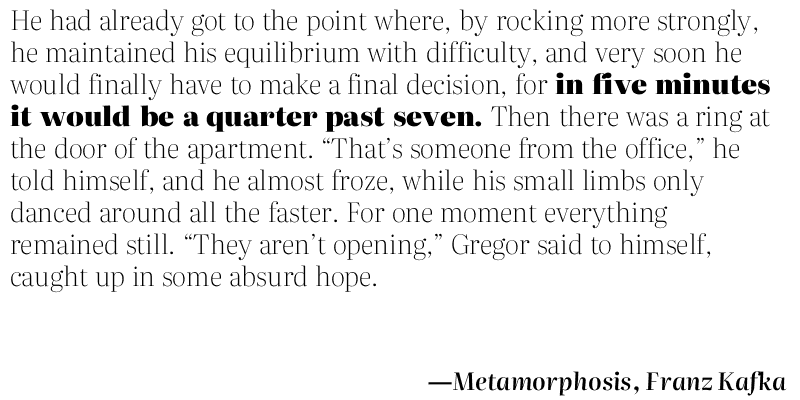 He had already got to the point where, by rocking more strongly,
he maintained his equilibrium with difficulty, and very soon he
would finally have to make a final decision, for in five minutes
it would be a quarter past seven. Then there was a ring at
the door of the apartment. “That’s someone from the office,” he
told himself, and he almost froze, while his small limbs only
danced around all the faster. For one moment everything
remained still. “They aren’t opening,” Gregor said to himself,
caught up in some absurd hope.
—Metamorphosis, Franz Kafka